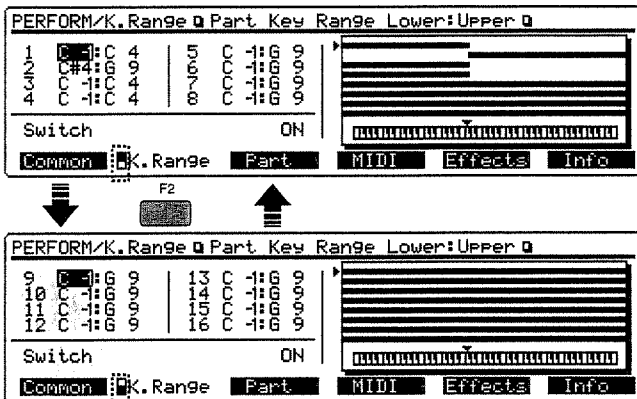 PERFORM/K.Range Part Key Range Lower:Upper
1 C -1:C 4 5 C -1:G 9
2 C#4:G 9 6 C -1:G 9
3 C -1:C 4 7 C -1:G 9
4 C -1:C 4 8 C -1:G 9
Switch ON
Common K.Range Part MIDI Effects Info
F2
PERFORM/K.Range Part Key Range Lower:Upper
9 C -1:G 9 13 C -1:G 9
10 C -1:G 9 14 C -1:G 9
11 C -1:G 9 15 C -1:G 9
12 C -1:G 9 16 C -1:G 9
Switch ON
Common K.Range Part MIDI Effects Info